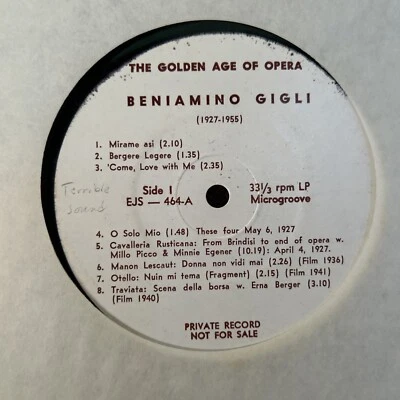 THE GOLDEN AGE OF OPERA
BENIAMINO GIGLI
(1927-1955)
1. Mirame asi (2.10)
2. Bergere Legere (1.35)
3. 'Come, Love with Me (2.35)
Terrible
sound
Side 1
EJS — 464-A
33 1/3 rpm LP
Microgroove
4. O Solo Mio (1.48) These four May 6, 1927
5. Cavalleria Rusticana: From Brindisi to end of opera w.
Millo Picco & Minnie Egener (10.19): April 4, 1927.
6. Manon Lescaut: Donna non vidi mai (2.26) (Film 1936)
7. Otello: Nuin mi tema (Fragment) (2.15) (Film 1941)
8. Traviata: Scena della borsa w. Erna Berger (3.10)
(Film 1940)
PRIVATE RECORD
NOT FOR SALE